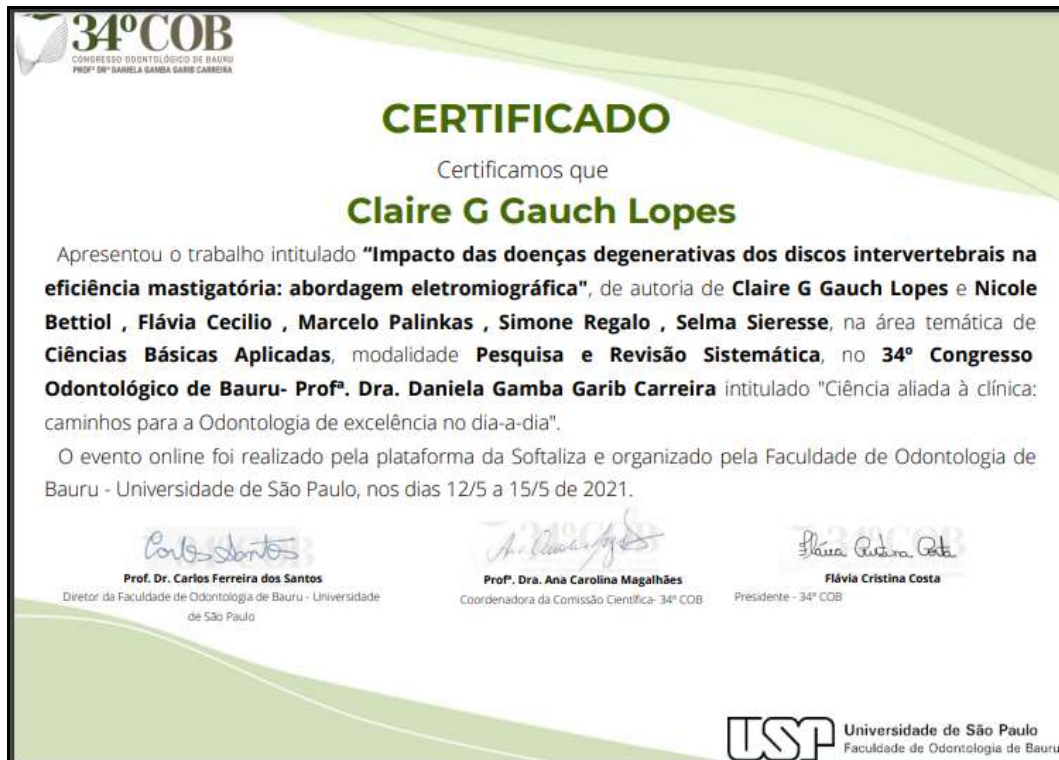 34º COB
CONGRESSO ODONTOLÓGICO DE BAURU
PROFª DRª DANIELA GAMBA GARIB CARREIRA
CERTIFICADO
Certificamos que
Claire G Gauch Lopes
Apresentou o trabalho intitulado “Impacto das doenças degenerativas dos discos intervertebrais na
eficiência mastigatória: abordagem eletromiográfica", de autoria de Claire G Gauch Lopes e Nicole
Bettiol , Flávia Cecilio , Marcelo Palinkas , Simone Regalo , Selma Sieresse, na área temática de
Ciências Básicas Aplicadas, modalidade Pesquisa e Revisão Sistemática, no 34º Congresso
Odontológico de Bauru- Profª. Dra. Daniela Gamba Garib Carreira intitulado "Ciência aliada à clínica:
caminhos para a Odontologia de excelência no dia-a-dia".
O evento online foi realizado pela plataforma da Softaliza e organizado pela Faculdade de Odontologia de
Bauru - Universidade de São Paulo, nos dias 12/5 a 15/5 de 2021.
Carlos Santos
Flávia Cristina Costa
Prof. Dr. Carlos Ferreira dos Santos
Diretor da Faculdade de Odontologia de Bauru - Universidade
de São Paulo
Profª. Dra. Ana Carolina Magalhães
Coordenadora da Comissão Científica- 34º COB
Flávia Cristina Costa
Presidente - 34º COB
USP
Universidade de São Paulo
Faculdade de Odontologia de Bauru